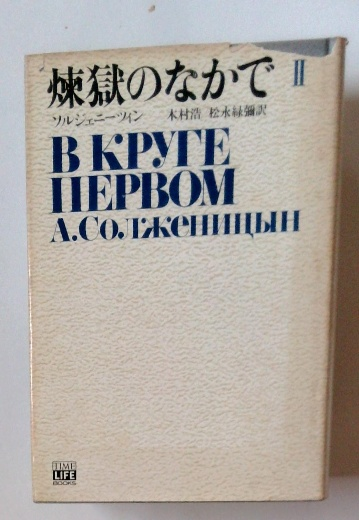 煉獄のなかで II
ソルジェニーツィン 木村浩 松永緑彌訳
В КРУГЕ
ПЕРВОМ
А.Солженицын
TIME
LIFE
BOOKS